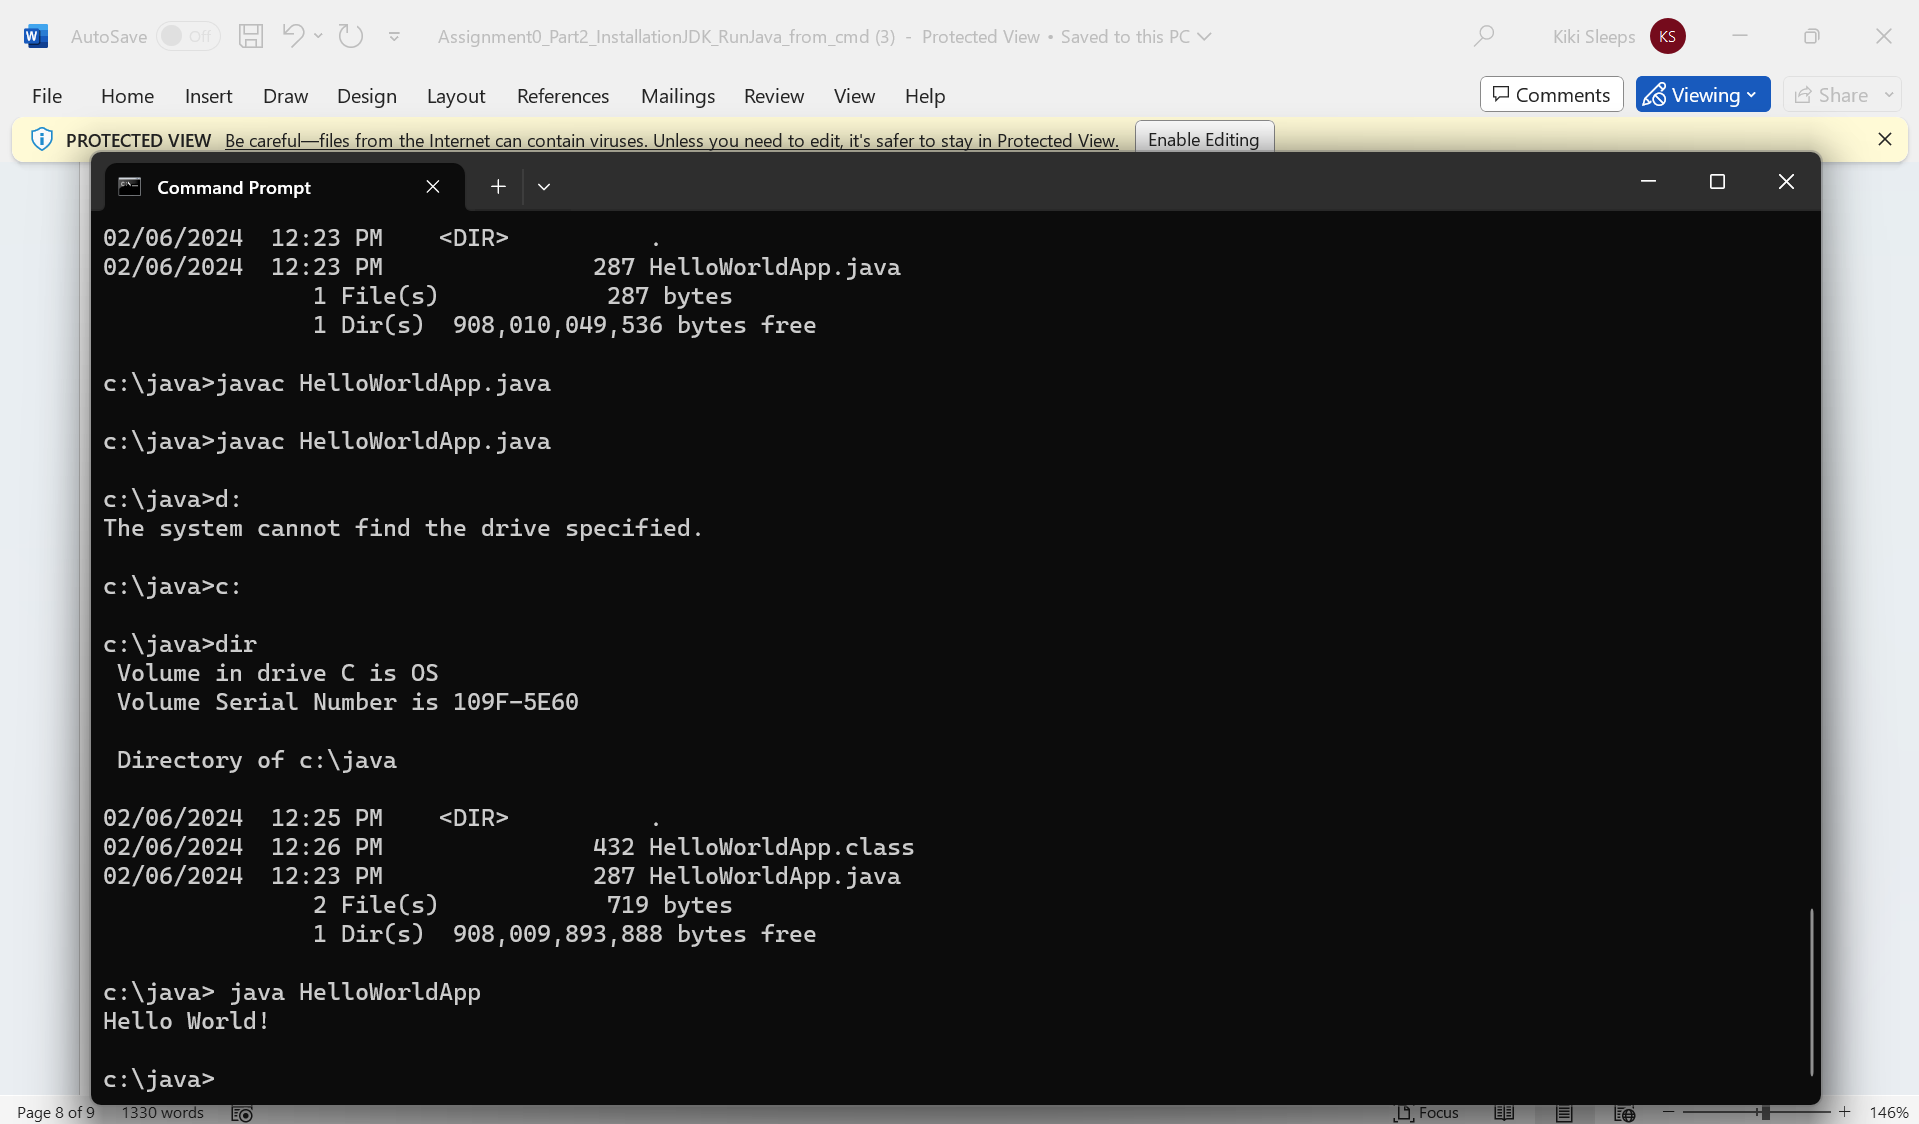 AutoSave Off Assignment0_Part2_InstallationJDK_RunJava_from_cmd (3) - Protected View • Saved to this PC Kiki Sleeps KS
File Home Insert Draw Design Layout References Mailings Review View Help Comments Viewing Share
PROTECTED VIEW Be careful—files from the Internet can contain viruses. Unless you need to edit, it's safer to stay in Protected View. Enable Editing
Command Prompt
02/06/2024  12:23 PM    <DIR>          .
02/06/2024  12:23 PM               287 HelloWorldApp.java
               1 File(s)            287 bytes
               1 Dir(s)  908,010,049,536 bytes free
c:\java>javac HelloWorldApp.java
c:\java>javac HelloWorldApp.java
c:\java>d:
The system cannot find the drive specified.
c:\java>c:
c:\java>dir
 Volume in drive C is OS
 Volume Serial Number is 109F-5E60
 Directory of c:\java
02/06/2024  12:25 PM    <DIR>          .
02/06/2024  12:26 PM               432 HelloWorldApp.class
02/06/2024  12:23 PM               287 HelloWorldApp.java
               2 File(s)            719 bytes
               1 Dir(s)  908,009,893,888 bytes free
c:\java> java HelloWorldApp
Hello World!
c:\java>
Page 8 of 9 1330 words Focus 146%